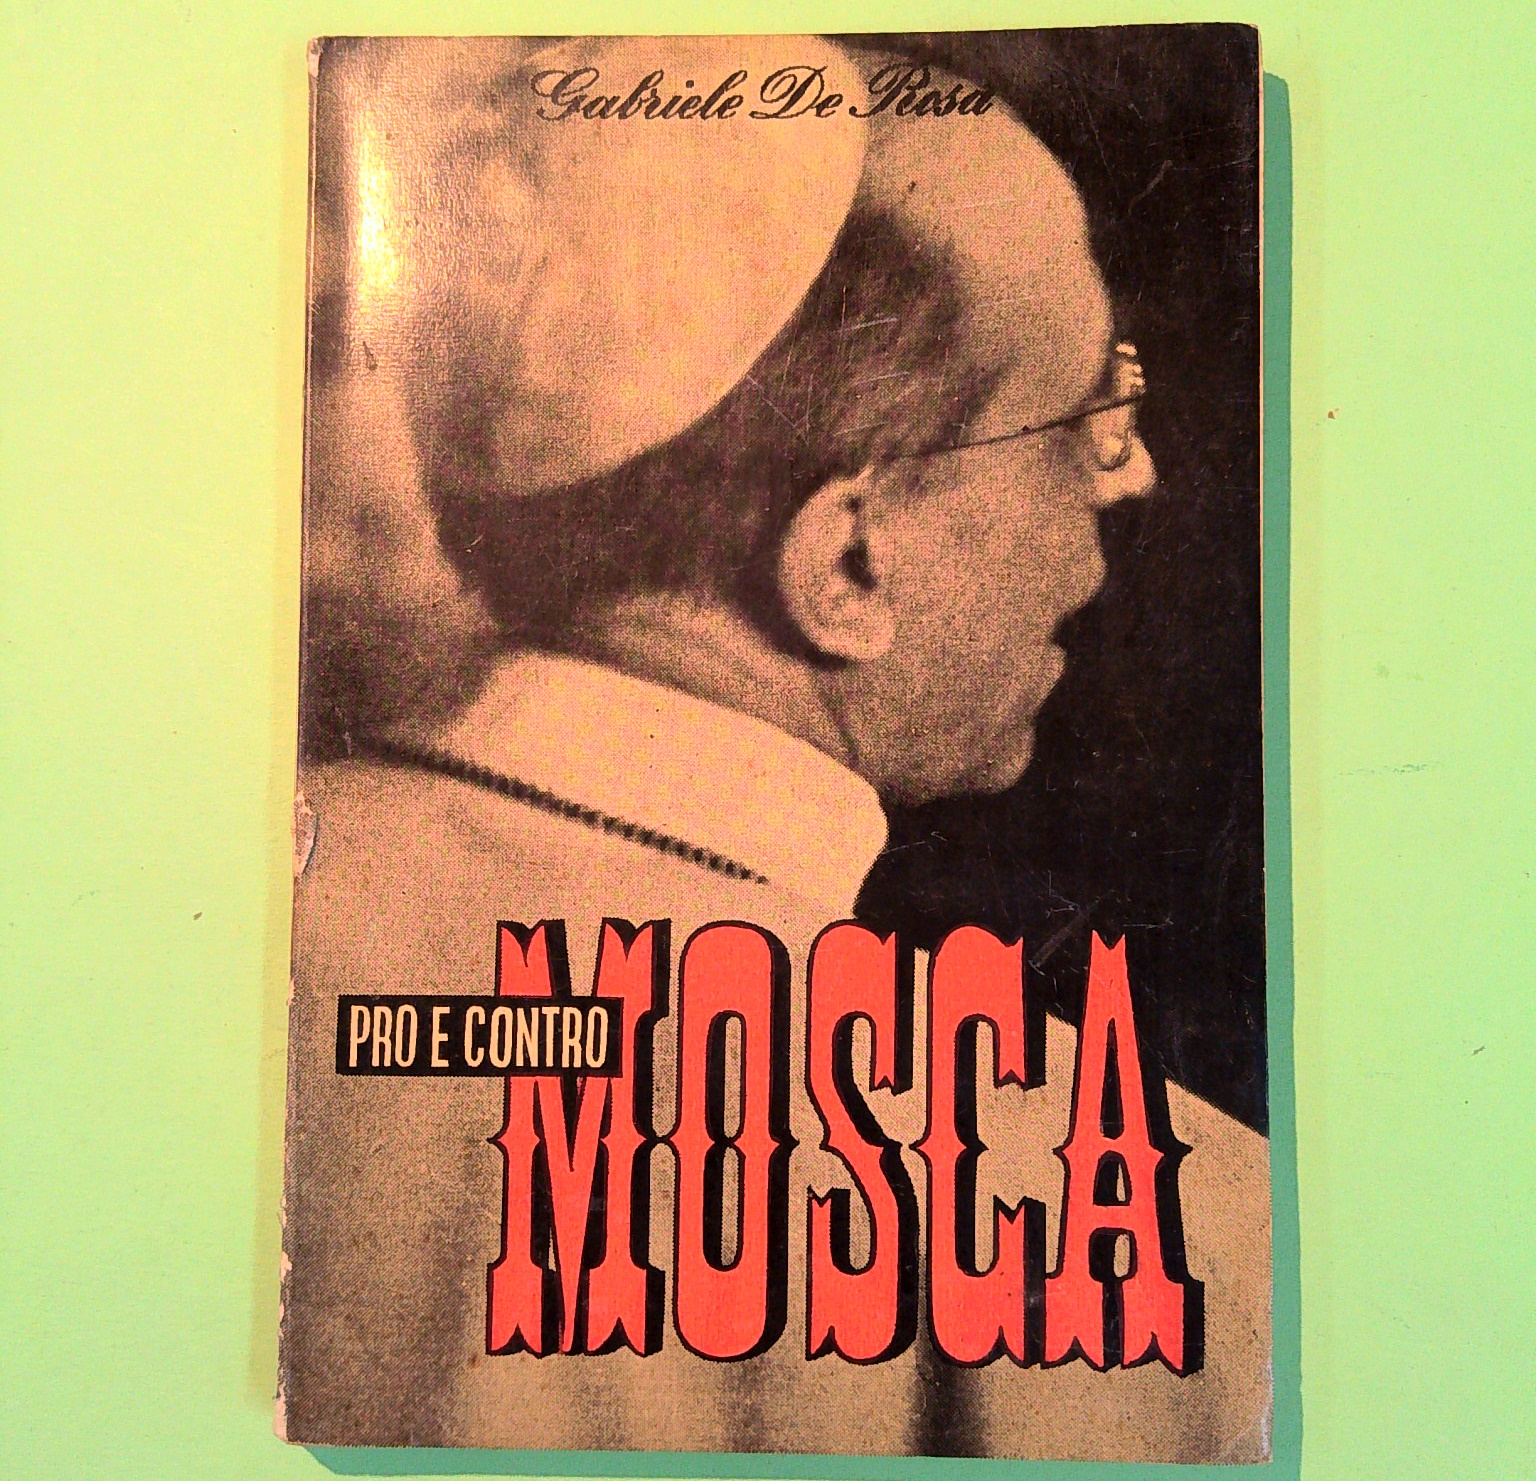 Gabriele De Rosa
PRO E CONTRO
MOSCA